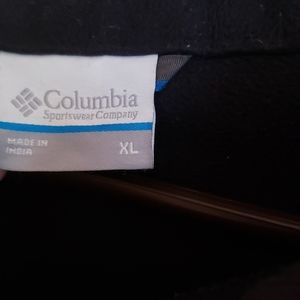 Columbia
Sportswear Company
MADE IN
INDIA
XL